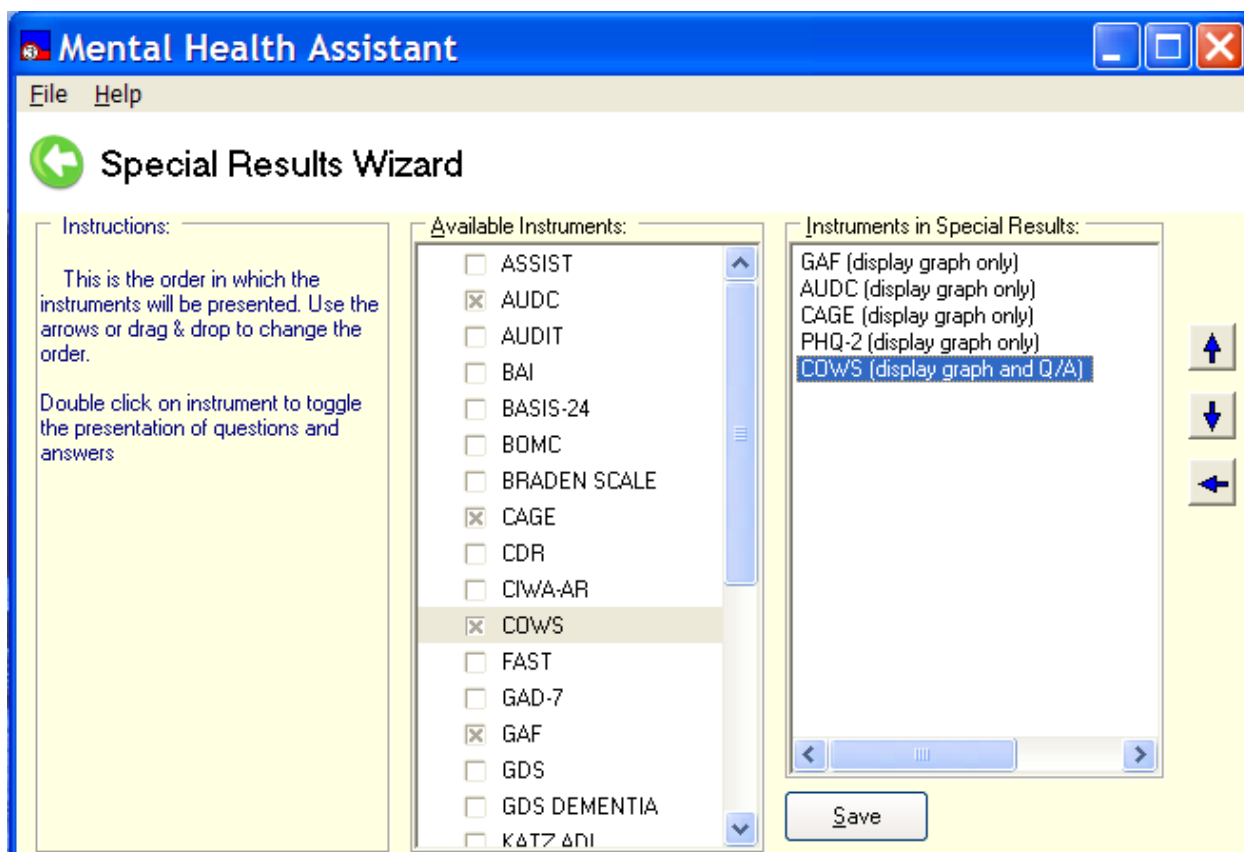 Mental Health Assistant
File Help
Special Results Wizard
Instructions:
This is the order in which the
instruments will be presented. Use the
arrows or drag & drop to change the
order.
Double click on instrument to toggle
the presentation of questions and
answers
Available Instruments:
ASSIST
AUDC
AUDIT
BAI
BASIS-24
BOMC
BRADEN SCALE
CAGE
CDR
CIWA-AR
COWS
FAST
GAD-7
GAF
GDS
GDS DEMENTIA
KATZ ADL
Instruments in Special Results:
GAF (display graph only)
AUDC (display graph only)
CAGE (display graph only)
PHQ-2 (display graph only)
COWS (display graph and Q/A)
Save